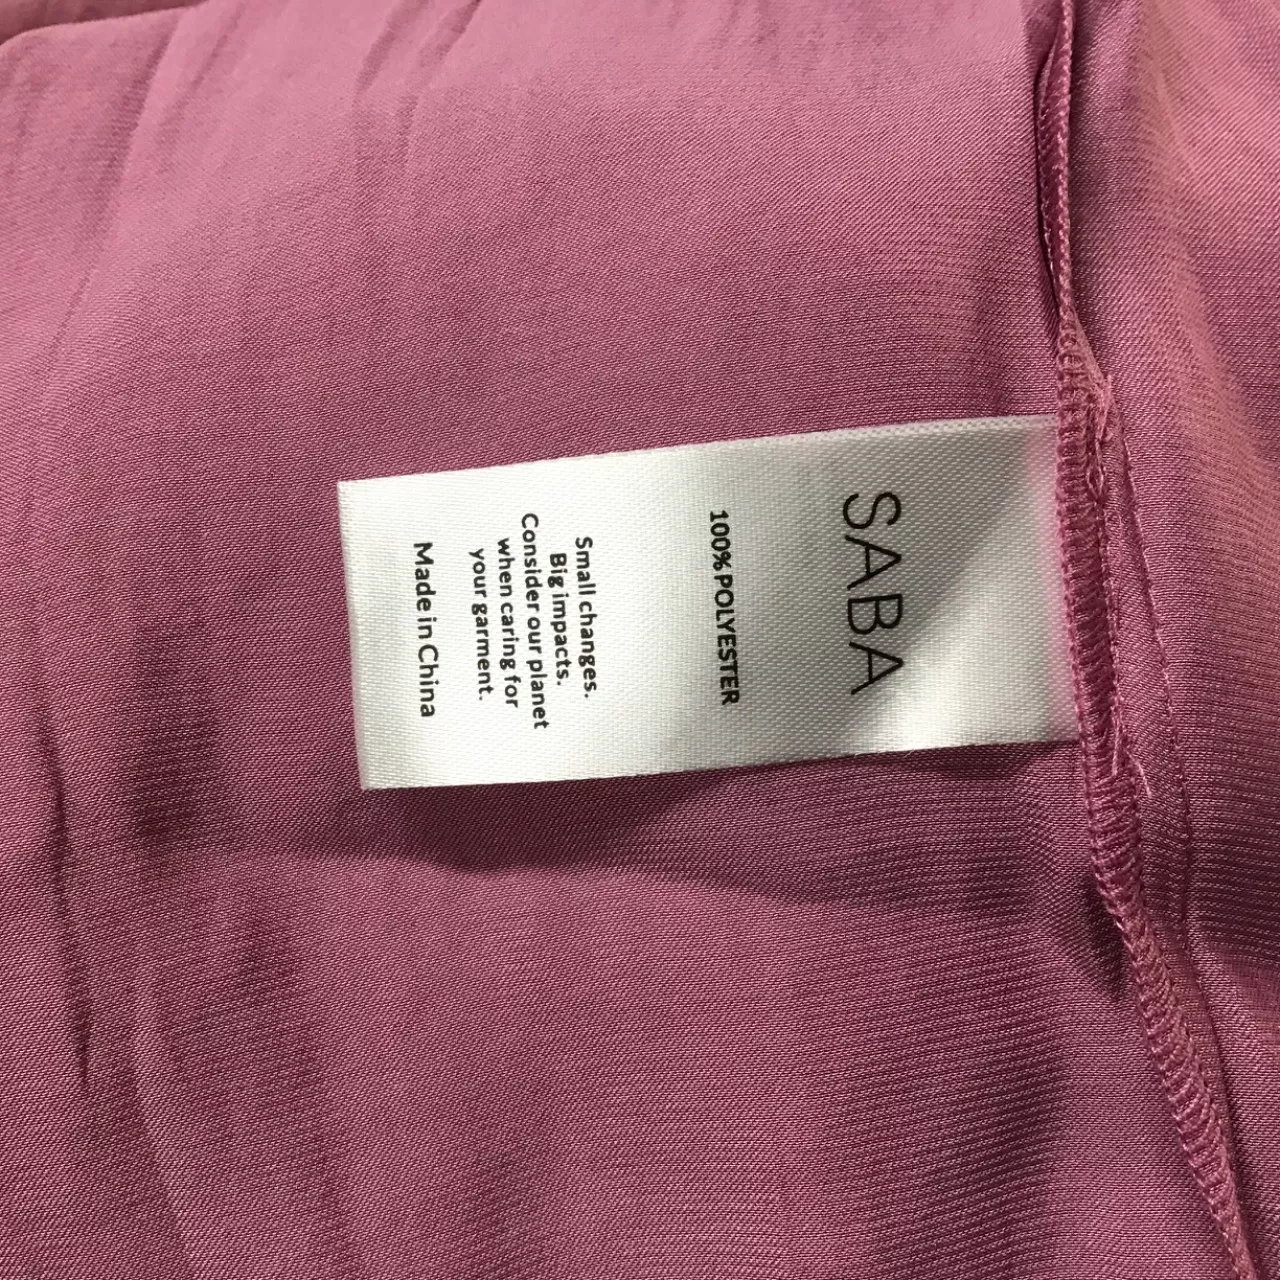 SABA
100% POLYESTER
Small changes.
Big impacts.
Consider our planet
when caring for
your garment.
Made in China